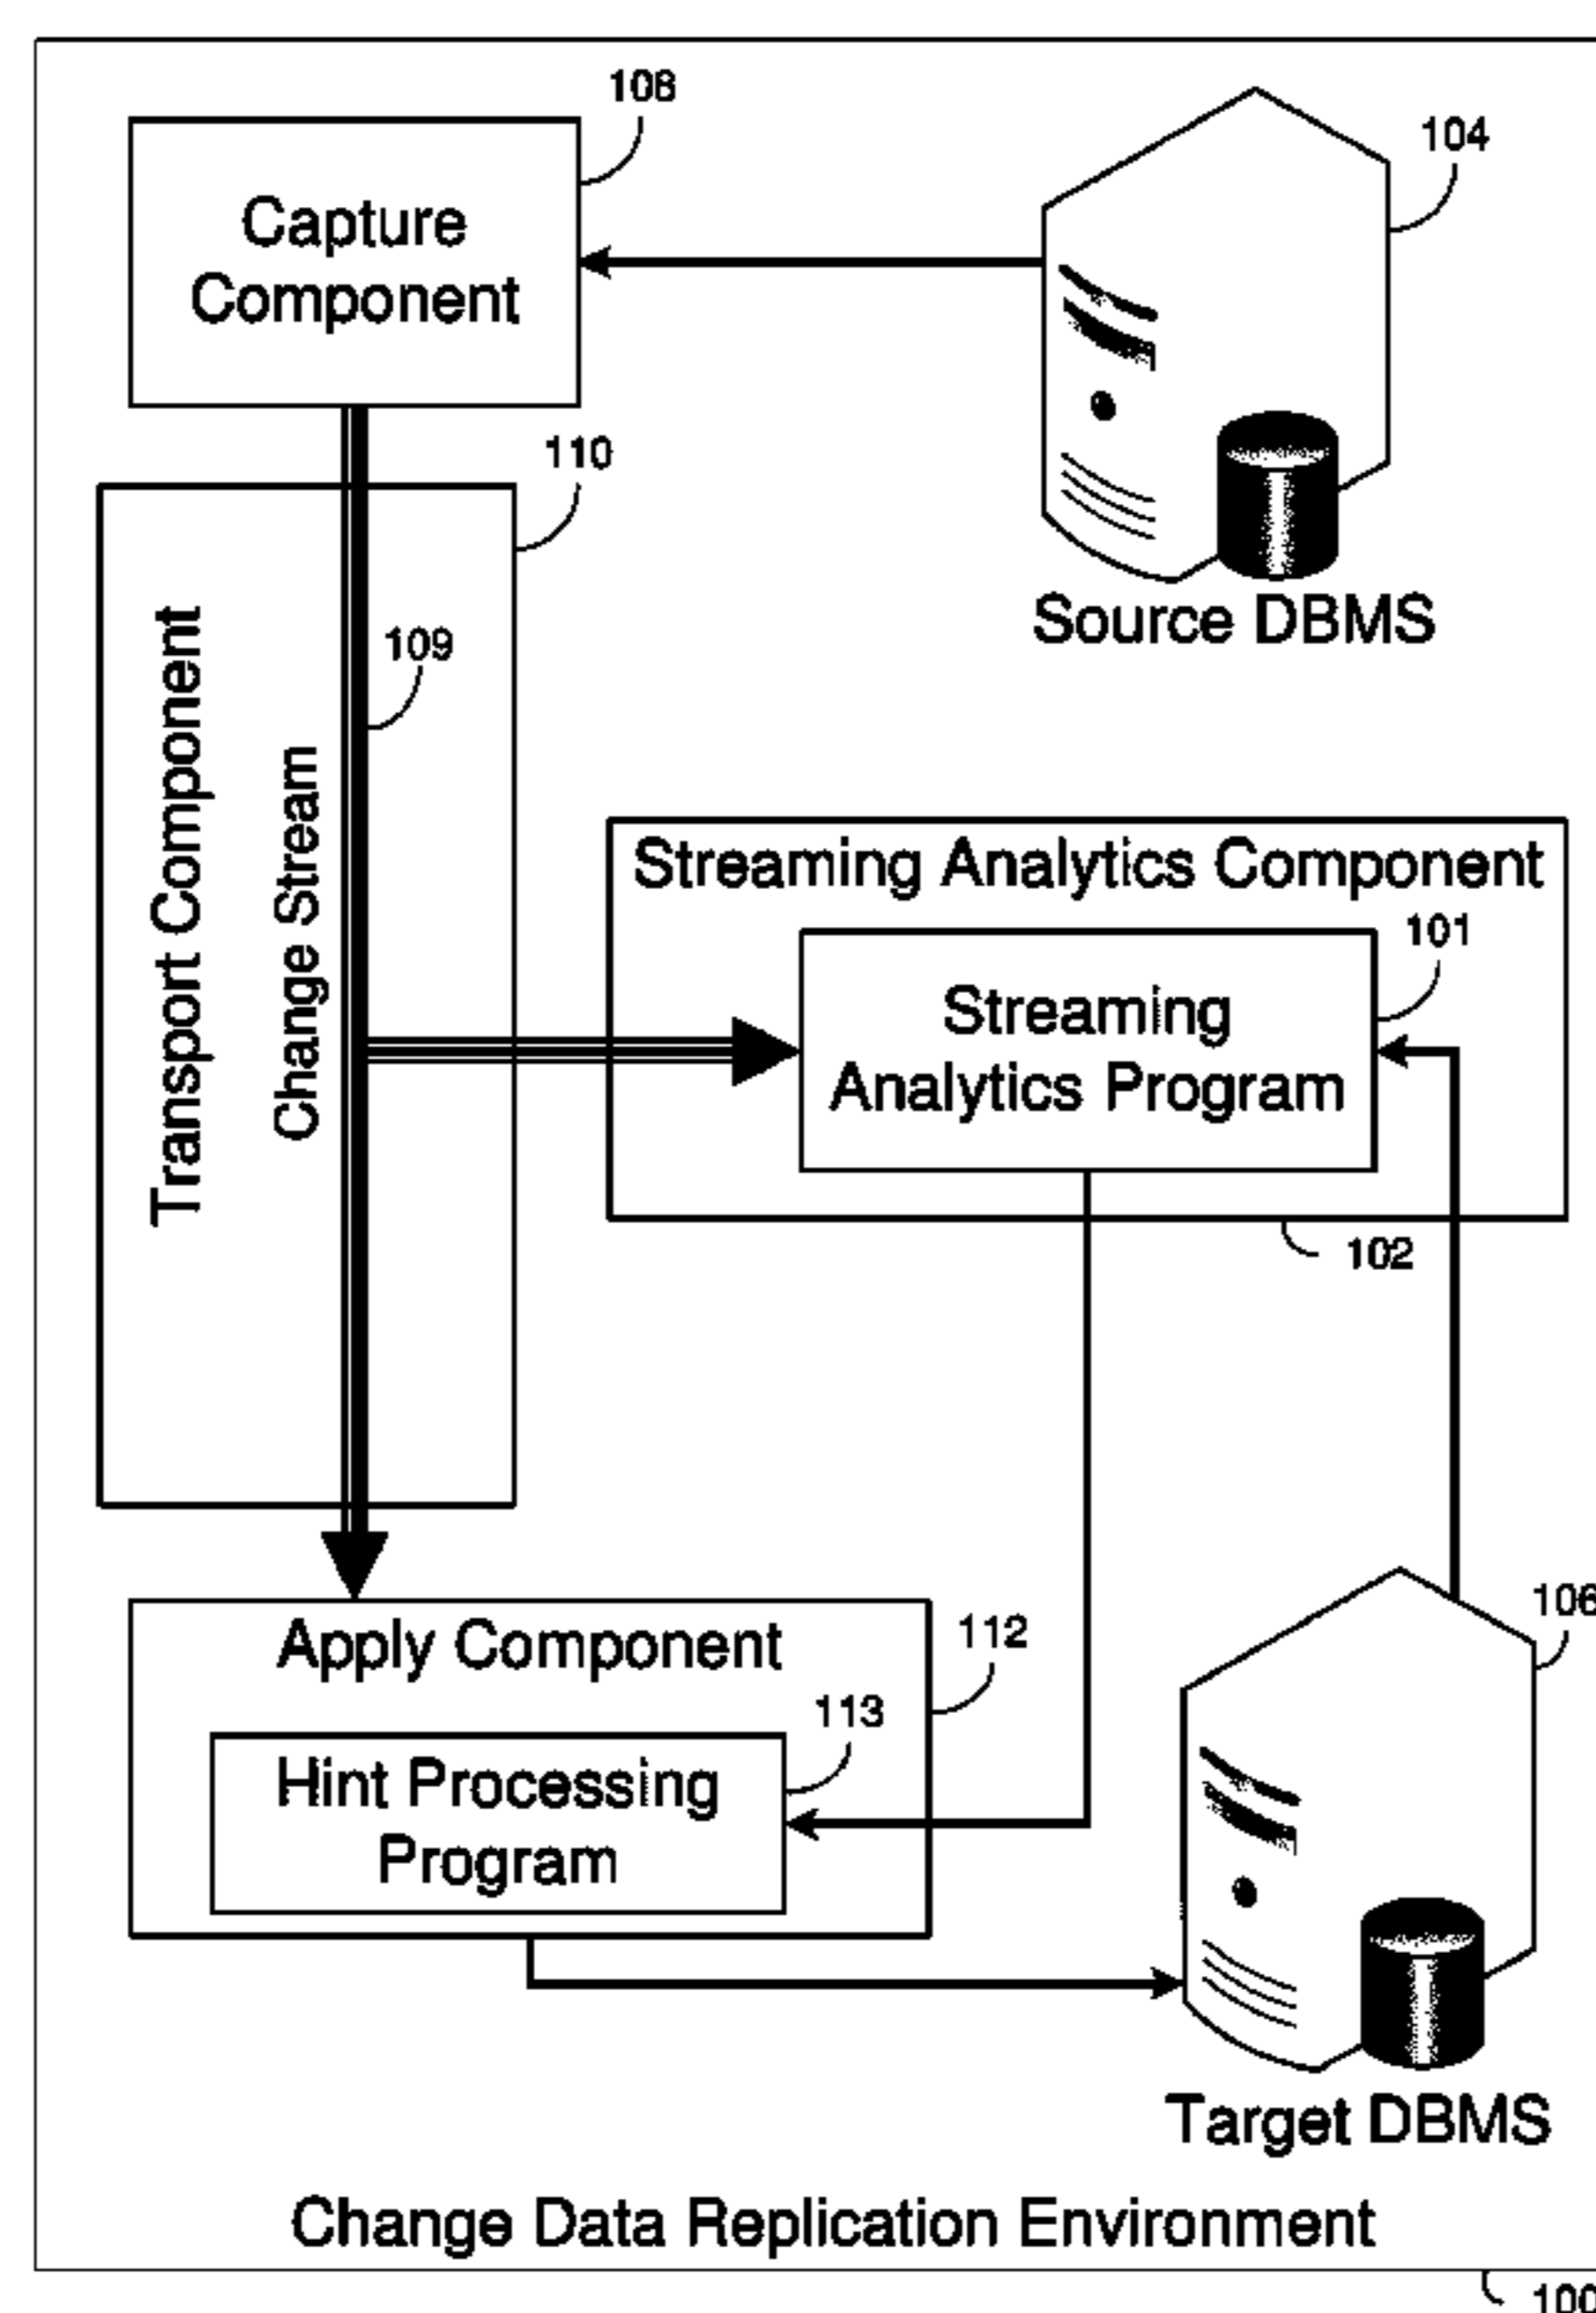 108
104
Capture
Component
110
Source DBMS
109
Transport Component
Change Stream
Streaming Analytics Component
101
Streaming
Analytics Program
102
106
Apply Component
112
113
Hint Processing
Program
Target DBMS
Change Data Replication Environment
100